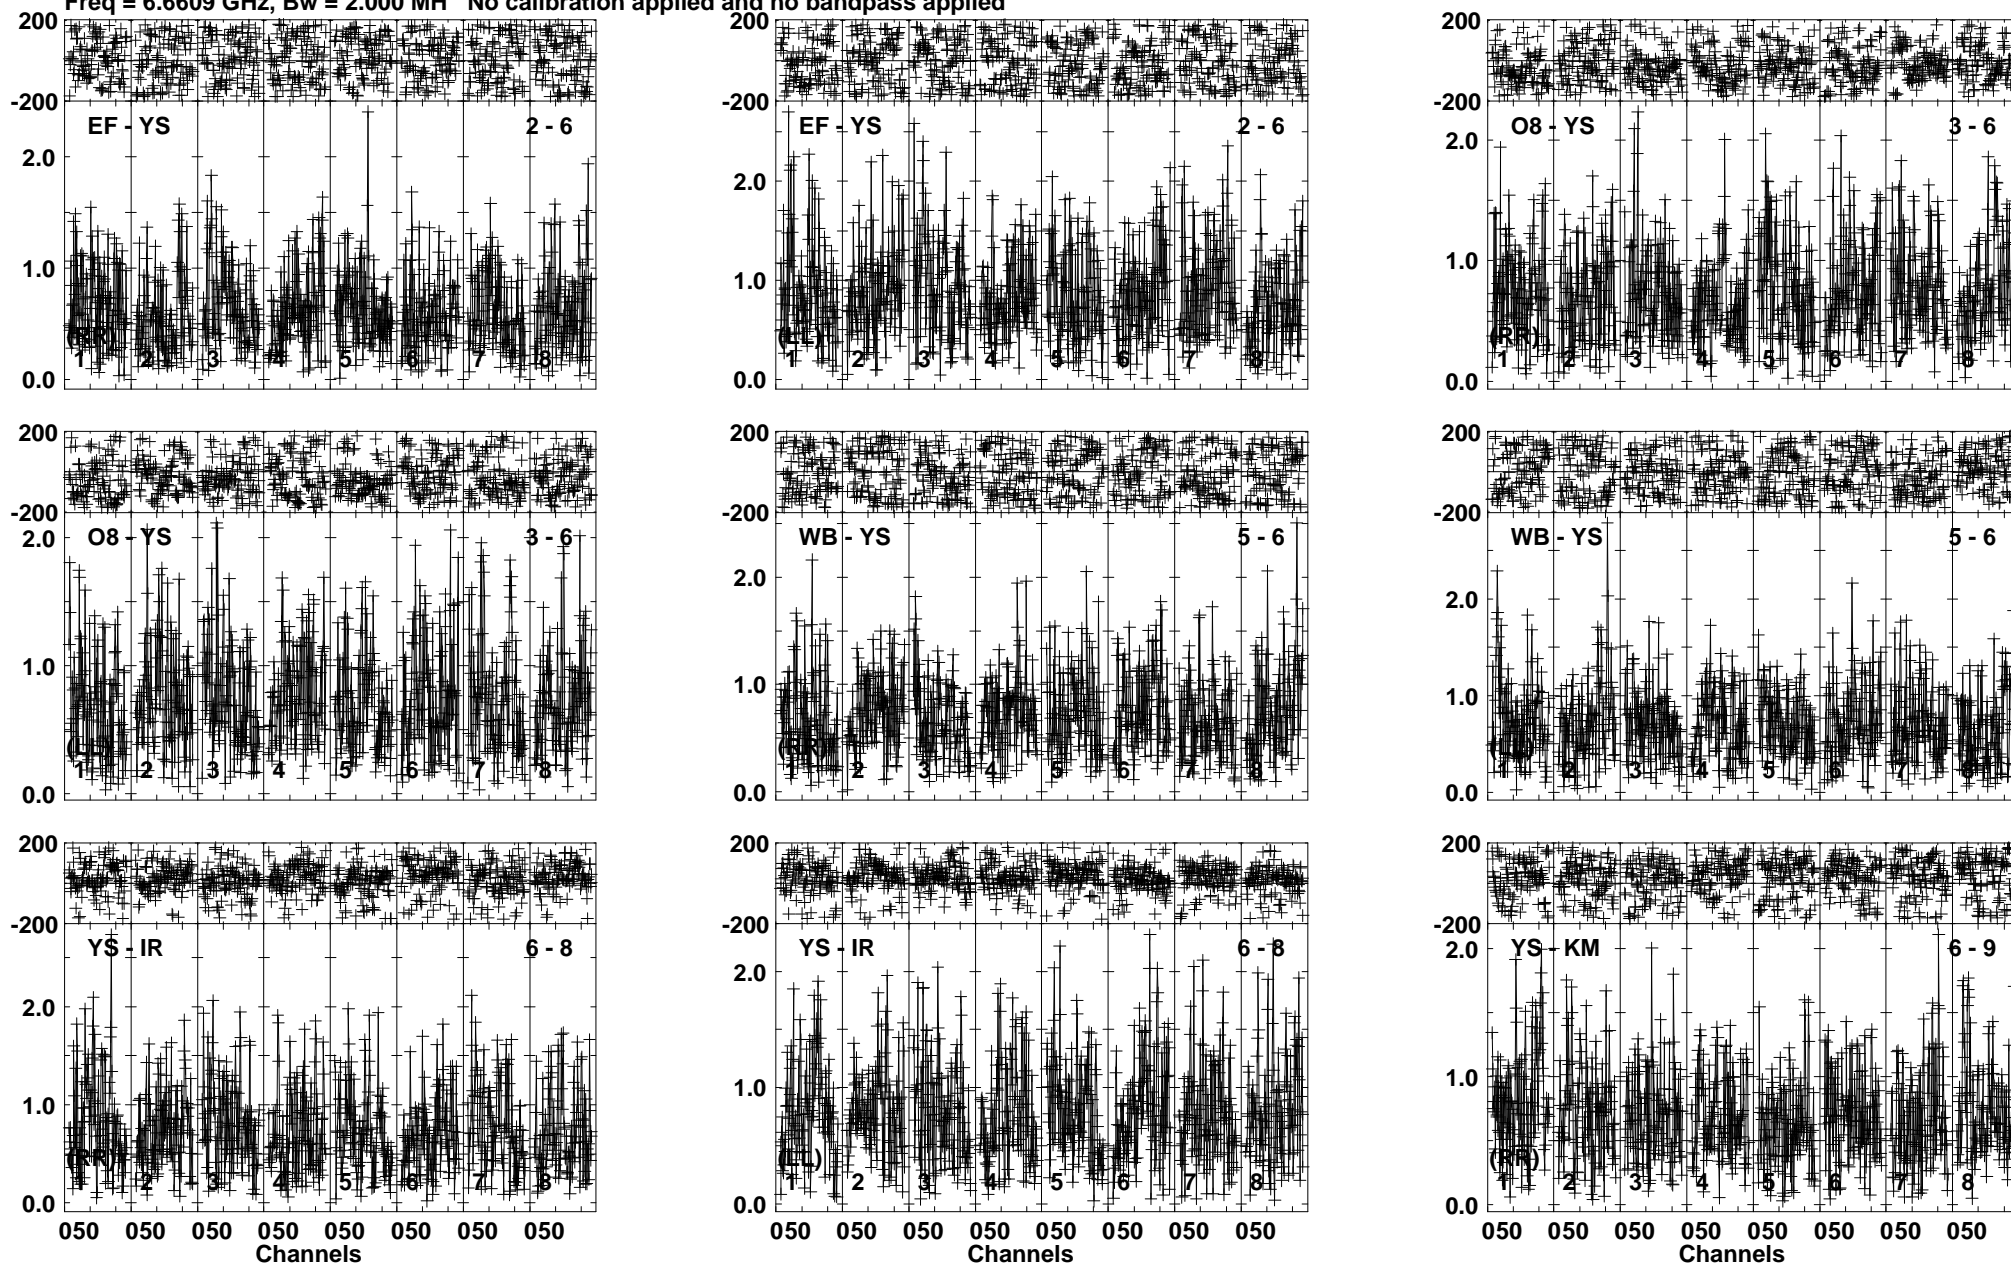 Freq = 6.6609 GHz, Bw = 2.000 MH No calibration applied and no bandpass applied
200 200 200
-200 -200 -200
EF - YS 2 - 6 EF - YS 2 - 6 O8 - YS 3 - 6
2.0 2.0 2.0
1.0 1.0 1.0
(RR) (LL) (RR)
1 2 3 4 5 6 7 8 1 2 3 4 5 6 7 8 1 2 3 4 5 6 7 8
0.0 0.0 0.0
200 200 200
-200 -200 -200
O8 - YS 3 - 6 WB - YS 5 - 6 WB - YS 5 - 6
2.0 2.0 2.0
1.0 1.0 1.0
(LL) (RR) (LL)
1 2 3 4 5 6 7 8 1 2 3 4 5 6 7 8 1 2 3 4 5 6 7 8
0.0 0.0 0.0
200 200 200
-200 -200 -200
YS - IR 6 - 8 YS - IR 6 - 8 YS - KM 6 - 9
2.0 2.0 2.0
1.0 1.0 1.0
(RR) (LL) (RR)
1 2 3 4 5 6 7 8 1 2 3 4 5 6 7 8 1 2 3 4 5 6 7 8
0.0 0.0 0.0
050 050 050 050 050 050 050 050 050 050 050 050 050 050 050 050 050 050 050 050 050 050 050 050
Channels Channels Channels